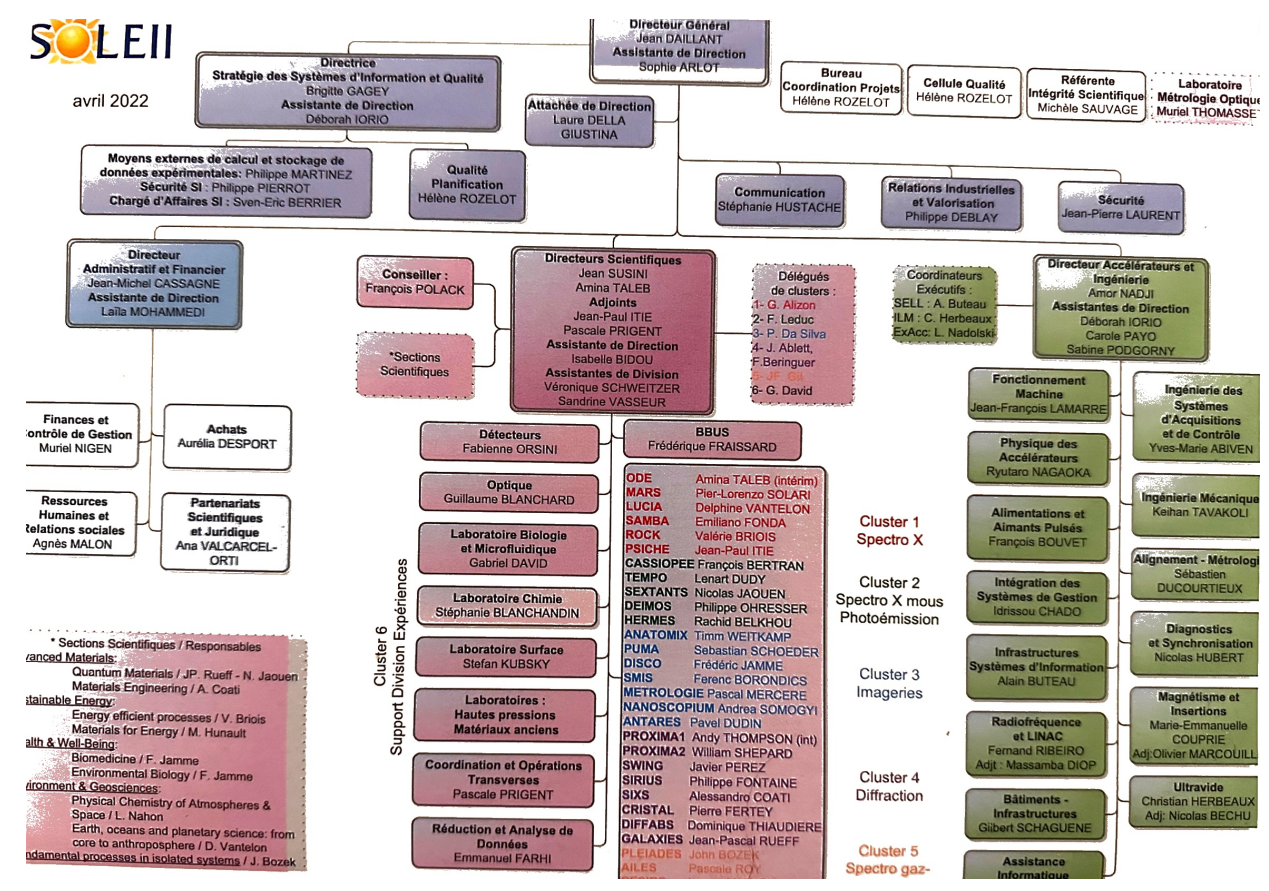 SOLEIL
avril 2022
Directeur Général
Jean DAILLANT
Assistante de Direction
Sophie ARLOT
Directrice
Stratégie des Systèmes d'Information et Qualité
Brigitte GAGEY
Assistante de Direction
Déborah IORIO
Attachée de Direction
Laure DELLA
GIUSTINA
Bureau
Coordination Projets
Hélène ROZELOT
Cellule Qualité
Hélène ROZELOT
Référente
Intégrité Scientifique
Michèle SAUVAGE
Laboratoire
Métrologie Optique
Muriel THOMASSE
Moyens externes de calcul et stockage de
données expérimentales: Philippe MARTINEZ
Sécurité SI : Philippe PIERROT
Chargé d'Affaires SI : Sven-Eric BERRIER
Qualité
Planification
Hélène ROZELOT
Communication
Stéphanie HUSTACHE
Relations Industrielles
et Valorisation
Philippe DEBLAY
Sécurité
Jean-Pierre LAURENT
Directeur
Administratif et Financier
Jean-Michel CASSAGNE
Assistante de Direction
Laïla MOHAMMEDI
Conseiller :
François POLACK
*Sections
Scientifiques
Directeurs Scientifiques
Jean SUSINI
Amina TALEB
Adjoints
Jean-Paul ITIE
Pascale PRIGENT
Assistante de Direction
Isabelle BIDOU
Assistantes de Division
Véronique SCHWEITZER
Sandrine VASSEUR
Délégués
de clusters :
1- G. Alizon
2- F. Leduc
3- P. Da Silva
4- J. Ablett,
F.Beringuer
5- JF. Gil
6- G. David
Coordinateurs
Exécutifs :
SELL : A. Buteau
ILM : C. Herbeaux
ExAcc: L. Nadolski
Directeur Accélérateurs et
Ingénierie
Amor NADJI
Assistantes de Direction
Déborah IORIO
Carole PAYO
Sabine PODGORNY
Finances et
ontrôle de Gestion
Muriel NIGEN
Achats
Aurélia DESPORT
Ressources
Humaines et
Relations sociales
Agnès MALON
Partenariats
Scientifiques
et Juridique
Ana VALCARCEL-
ORTI
* Sections Scientifiques / Responsables
vanced Materials:
Quantum Materials / JP. Rueff - N. Jaouen
Materials Engineering / A. Coati
stainable Energy:
Energy efficient processes / V. Briois
Materials for Energy / M. Hunault
alth & Well-Being:
Biomedicine / F. Jamme
Environmental Biology / F. Jamme
vironment & Geosciences:
Physical Chemistry of Atmospheres &
Space / L. Nahon
Earth, oceans and planetary science: from
core to anthroposphere / D. Vantelon
ndamental processes in isolated systems / J. Bozek
Cluster 6
Support Division Expériences
Détecteurs
Fabienne ORSINI
Optique
Guillaume BLANCHARD
Laboratoire Biologie
et Microfluidique
Gabriel DAVID
Laboratoire Chimie
Stéphanie BLANCHANDIN
Laboratoire Surface
Stefan KUBSKY
Laboratoires :
Hautes pressions
Matériaux anciens
Coordination et Opérations
Transverses
Pascale PRIGENT
Réduction et Analyse de
Données
Emmanuel FARHI
BBUS
Frédérique FRAISSARD
ODE Amina TALEB (intérim)
MARS Pier-Lorenzo SOLARI
LUCIA Delphine VANTELON
SAMBA Emiliano FONDA
ROCK Valérie BRIOIS
PSICHE Jean-Paul ITIE
CASSIOPEE François BERTRAN
TEMPO Lenart DUDY
SEXTANTS Nicolas JAOUEN
DEIMOS Philippe OHRESSER
HERMES Rachid BELKHOU
ANATOMIX Timm WEITKAMP
PUMA Sebastian SCHOEDER
DISCO Frédéric JAMME
SMIS Ferenc BORONDICS
METROLOGIE Pascal MERCERE
NANOSCOPIUM Andrea SOMOGYI
ANTARES Pavel DUDIN
PROXIMA1 Andy THOMPSON (int)
PROXIMA2 William SHEPARD
SWING Javier PEREZ
SIRIUS Philippe FONTAINE
SIXS Alessandro COATI
CRISTAL Pierre FERTEY
DIFFABS Dominique THIAUDIERE
GALAXIES Jean-Pascal RUEFF
PLEIADES John BOZEK
AILES Pascale ROY
Cluster 1
Spectro X
Cluster 2
Spectro X mous
Photoémission
Cluster 3
Imageries
Cluster 4
Diffraction
Cluster 5
Spectro gaz-
Fonctionnement
Machine
Jean-François LAMARRE
Physique des
Accélérateurs
Ryutaro NAGAOKA
Alimentations et
Aimants Pulsés
François BOUVET
Intégration des
Systèmes de Gestion
Idrissou CHADO
Infrastructures
Systèmes d'Information
Alain BUTEAU
Radiofréquence
et LINAC
Fernand RIBEIRO
Adjt : Massamba DIOP
Bâtiments -
Infrastructures
Gilbert SCHAGUENE
Assistance
Informatique
Ingénierie des
Systèmes
d'Acquisitions
et de Contrôle
Yves-Marie ABIVEN
Ingénierie Mécanique
Keihan TAVAKOLI
Alignement - Métrologi
Sébastien
DUCOURTIEUX
Diagnostics
et Synchronisation
Nicolas HUBERT
Magnétisme et
Insertions
Marie-Emmanuelle
COUPRIE
Adj:Olivier MARCOUILL
Ultravide
Christian HERBEAUX
Adj: Nicolas BECHU